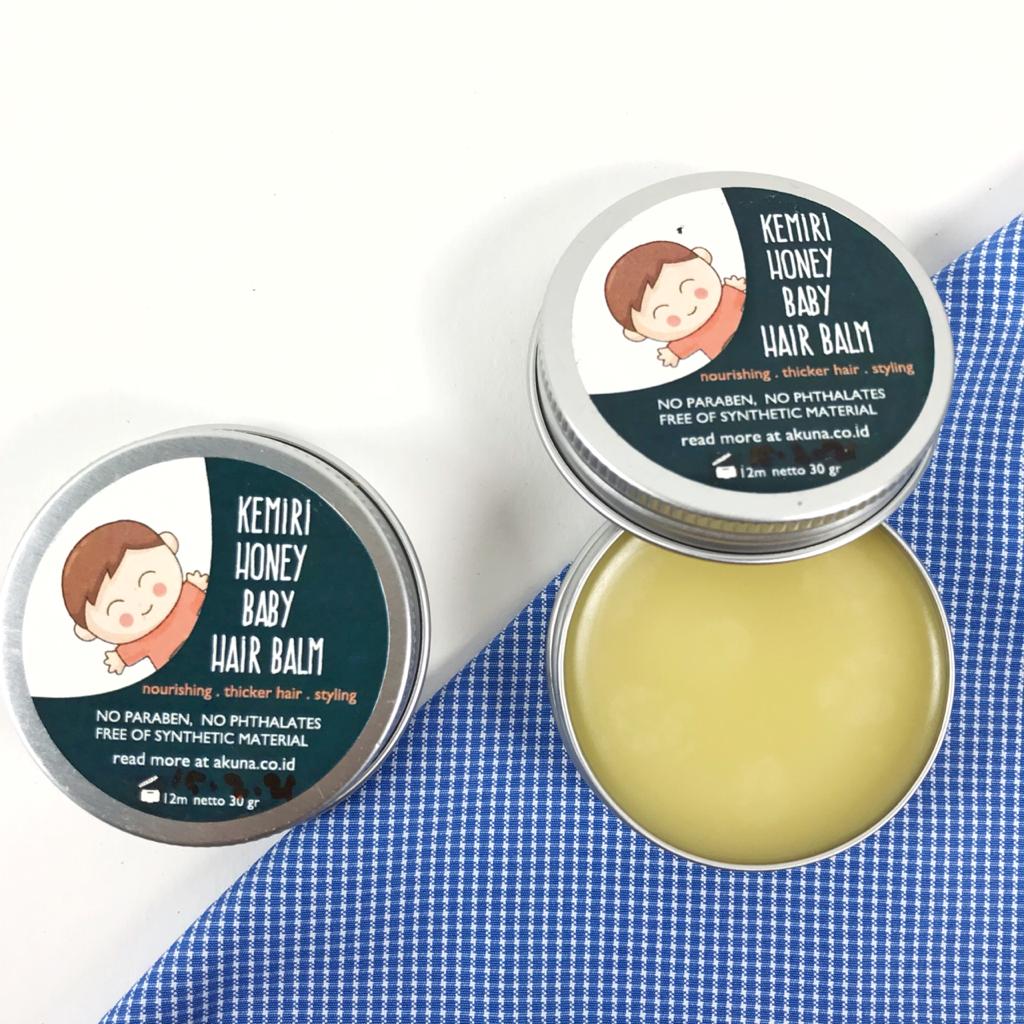 KEMIRI
HONEY
BABY
HAIR BALM
nourishing . thicker hair . styling
NO PARABEN, NO PHTHALATES
FREE OF SYNTHETIC MATERIAL
read more at akuna.co.id
12m netto 30 gr
KEMIRI
HONEY
BABY
HAIR BALM
nourishing . thicker hair . styling
NO PARABEN, NO PHTHALATES
FREE OF SYNTHETIC MATERIAL
read more at akuna.co.id
12m netto 30 gr